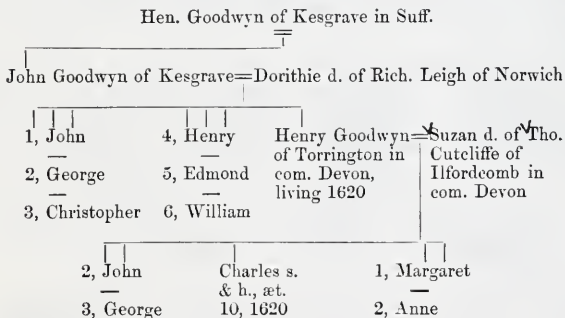 Hen. Goodwyn of Kesgrave in Suff.
John Goodwyn of Kesgrave=Dorithie d. of Rich. Leigh of Norwich
1, John
2, George
3, Christopher
4, Henry
5, Edmond
6, William
Henry Goodwyn=Suzan d. of Tho.
of Torrington in
com. Devon,
living 1620
Cutcliffe of
Ilfordcomb in
com. Devon
2, John
3, George
Charles s.
& h., æt.
10, 1620
1, Margaret
2, Anne